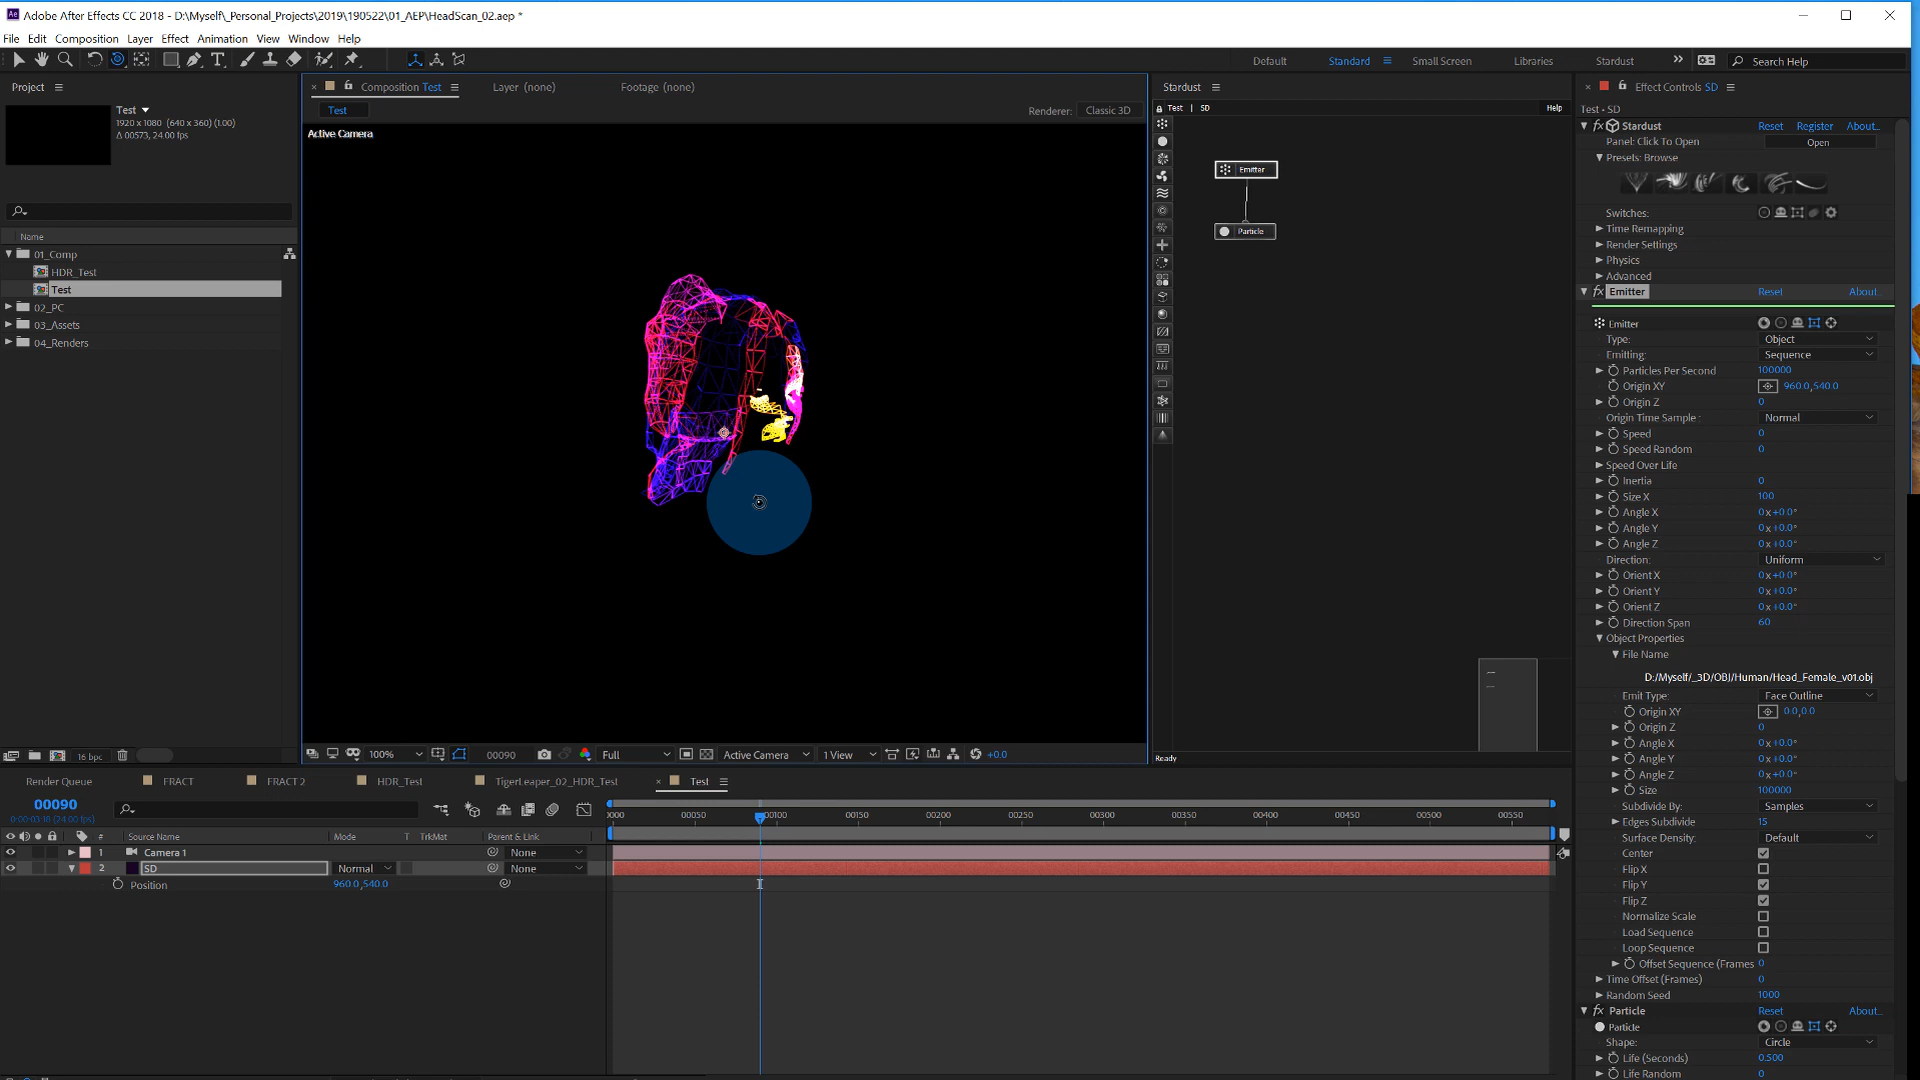 Adobe After Effects CC 2018 - D:\Myself\_Personal_Projects\2019\190522\01_AEP\HeadScan_02.aep *
File Edit Composition Layer Effect Animation View Window Help
Default Standard Small Screen Libraries Stardust Search Help
Project
Test
1920 x 1080 (640 x 360) (1.00)
Δ 00573, 24.00 fps
Name
01_Comp
HDR_Test
Test
02_PC
03_Assets
04_Renders
16 bpc
Composition Test Layer (none) Footage (none)
Test
Renderer: Classic 3D
Active Camera
100% 00090 Full Active Camera 1 View +0.0
Stardust
Test SD Help
Emitter
Particle
Ready
Effect Controls SD
Test • SD
fx Stardust Reset Register About...
Panel: Click To Open Open
Presets: Browse
Switches:
Time Remapping
Render Settings
Physics
Advanced
fx Emitter Reset About...
Emitter
Type: Object
Emitting: Sequence
Particles Per Second 100000
Origin XY 960.0,540.0
Origin Z 0
Origin Time Sample: Normal
Speed 0
Speed Random 0
Speed Over Life
Inertia 0
Size X 100
Angle X 0x+0.0°
Angle Y 0x+0.0°
Angle Z 0x+0.0°
Direction: Uniform
Orient X 0x+0.0°
Orient Y 0x+0.0°
Orient Z 0x+0.0°
Direction Span 60
Object Properties
File Name
D:/Myself/_3D/OBJ/Human/Head_Female_v01.obj
Emit Type: Face Outline
Origin XY 0.0,0.0
Origin Z 0
Angle X 0x+0.0°
Angle Y 0x+0.0°
Angle Z 0x+0.0°
Size 100000
Subdivide By: Samples
Edges Subdivide 15
Surface Density: Default
Center
Flip X
Flip Y
Flip Z
Normalize Scale
Load Sequence
Loop Sequence
Offset Sequence (Frames 0
Time Offset (Frames) 0
Random Seed 1000
fx Particle Reset About...
Particle
Shape: Circle
Life (Seconds) 0.500
Life Random 0
Render Queue FRACT FRACT 2 HDR_Test TigerLeaper_02_HDR_Test Test
00090
0:00:03:18 (24.00 fps)
# Source Name Mode T TrkMat Parent & Link
1 Camera 1 None
2 SD Normal None
Position 960.0,540.0
0000 00050 00100 00150 00200 00250 00300 00350 00400 00450 00500 00550